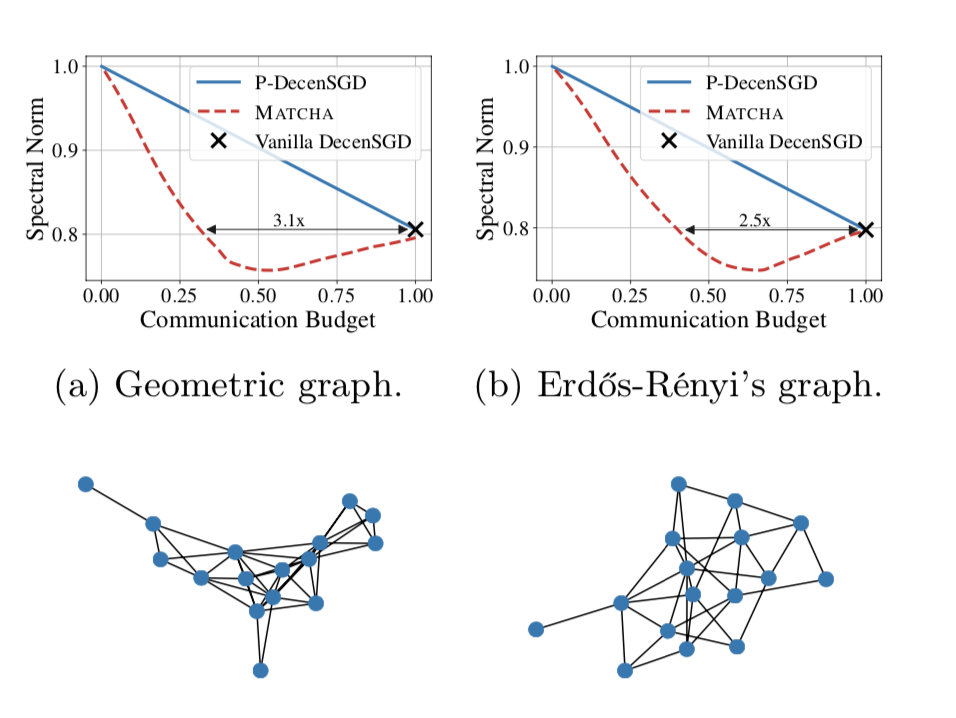 1.0
0.9
0.8
Spectral Norm
P-DecenSGD
MATCHA
Vanilla DecenSGD
3.1x
0.00 0.25 0.50 0.75 1.00
Communication Budget
(a) Geometric graph.
1.0
0.9
0.8
Spectral Norm
P-DecenSGD
MATCHA
Vanilla DecenSGD
2.5x
0.00 0.25 0.50 0.75 1.00
Communication Budget
(b) Erdős-Rényi's graph.